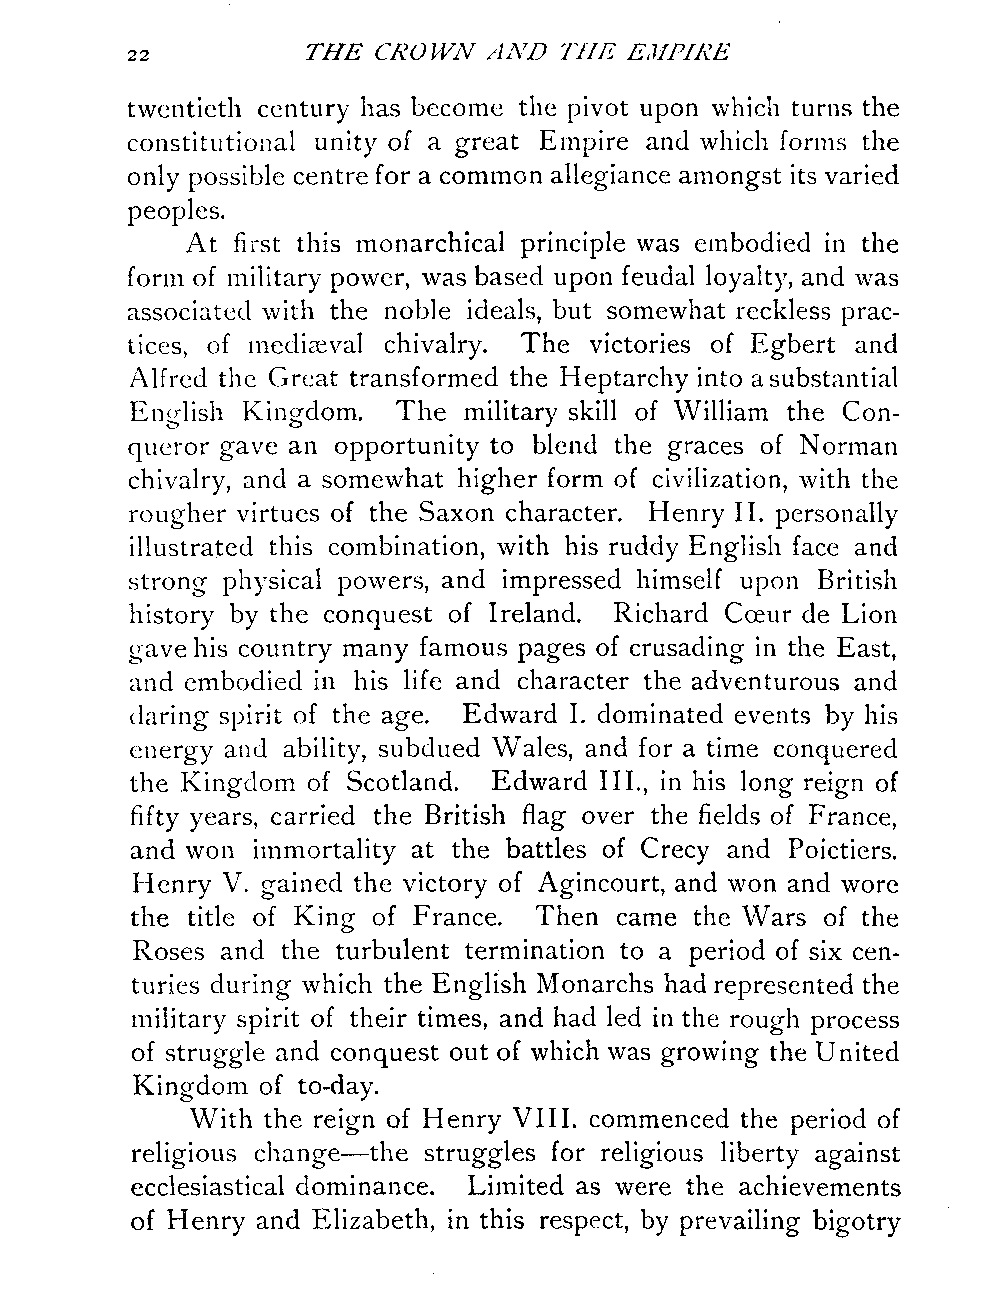 22 THE CROWN AND THE EMPIRE
twentieth century has become the pivot upon which turns the
constitutional unity of a great Empire and which forms the
only possible centre for a common allegiance amongst its varied
peoples.
At first this monarchical principle was embodied in the
form of military power, was based upon feudal loyalty, and was
associated with the noble ideals, but somewhat reckless prac-
tices, of mediæval chivalry. The victories of Egbert and
Alfred the Great transformed the Heptarchy into a substantial
English Kingdom. The military skill of William the Con-
queror gave an opportunity to blend the graces of Norman
chivalry, and a somewhat higher form of civilization, with the
rougher virtues of the Saxon character. Henry II. personally
illustrated this combination, with his ruddy English face and
strong physical powers, and impressed himself upon British
history by the conquest of Ireland. Richard Cœur de Lion
gave his country many famous pages of crusading in the East,
and embodied in his life and character the adventurous and
daring spirit of the age. Edward I. dominated events by his
energy and ability, subdued Wales, and for a time conquered
the Kingdom of Scotland. Edward III., in his long reign of
fifty years, carried the British flag over the fields of France,
and won immortality at the battles of Crecy and Poictiers.
Henry V. gained the victory of Agincourt, and won and wore
the title of King of France. Then came the Wars of the
Roses and the turbulent termination to a period of six cen-
turies during which the English Monarchs had represented the
military spirit of their times, and had led in the rough process
of struggle and conquest out of which was growing the United
Kingdom of to-day.
With the reign of Henry VIII. commenced the period of
religious change—the struggles for religious liberty against
ecclesiastical dominance. Limited as were the achievements
of Henry and Elizabeth, in this respect, by prevailing bigotry